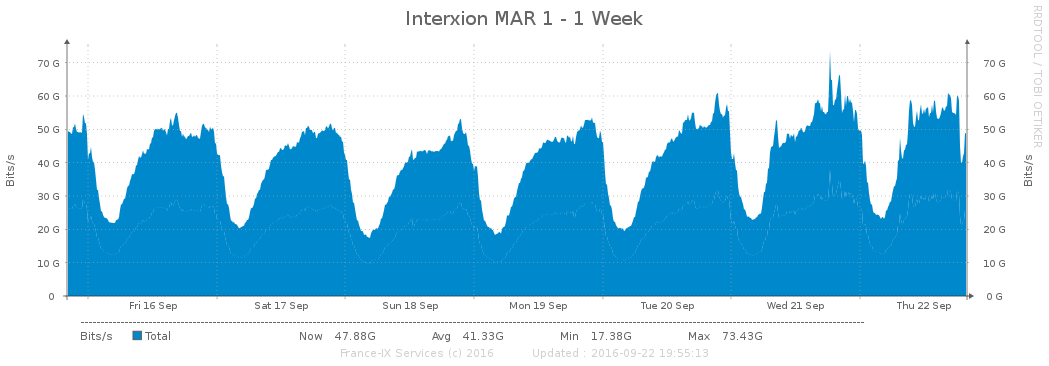 Interxion MAR 1 - 1 Week
RRDTOOL / TOBI OETIKER
Bits/s
Bits/s
70 G 70 G
60 G 60 G
50 G 50 G
40 G 40 G
30 G 30 G
20 G 20 G
10 G 10 G
0 0 G
Fri 16 Sep Sat 17 Sep Sun 18 Sep Mon 19 Sep Tue 20 Sep Wed 21 Sep Thu 22 Sep
Bits/s Total Now 47.88G Avg 41.33G Min 17.38G Max 73.43G
France-IX Services (c) 2016 Updated : 2016-09-22 19:55:13